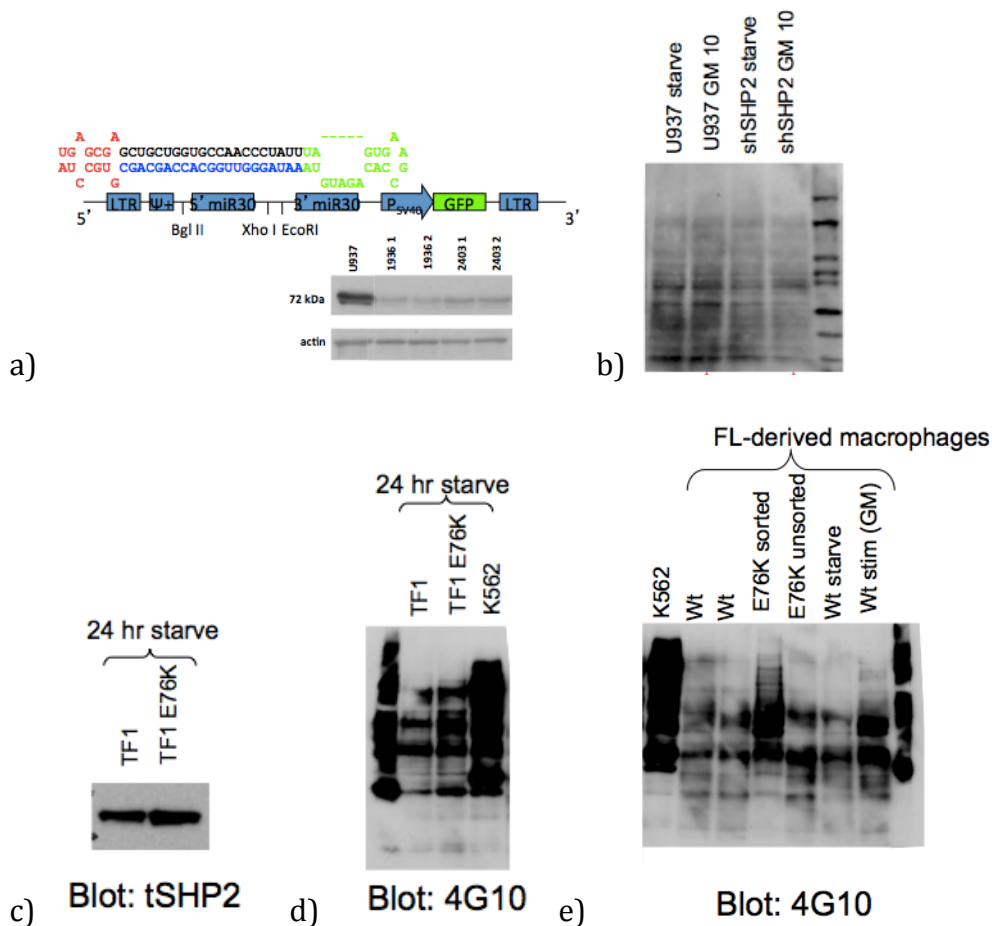 A A - - - - - A
UG GCG GCUGCUGGUGCCAACCCUAUUUA GUG A
AU UGC CGACGACCACGGUUGGGAUAAAU CAC G
C G GUAGA C
5’ LTR Ψ+ 5’ miR30 3’ miR30 PSV40 GFP LTR 3’
Bgl II Xho I EcoRI
U937 1936 1 1936 2 2403 1 2403 2
72 kDa
actin
a)
U937 starve
U937 GM 10
shSHP2 starve
shSHP2 GM 10
b)
24 hr starve
TF1
TF1 E76K
Blot: tSHP2
c)
24 hr starve
TF1
TF1 E76K
K562
Blot: 4G10
d)
FL-derived macrophages
K562
Wt
Wt
E76K sorted
E76K unsorted
Wt starve
Wt stim (GM)
Blot: 4G10
e)